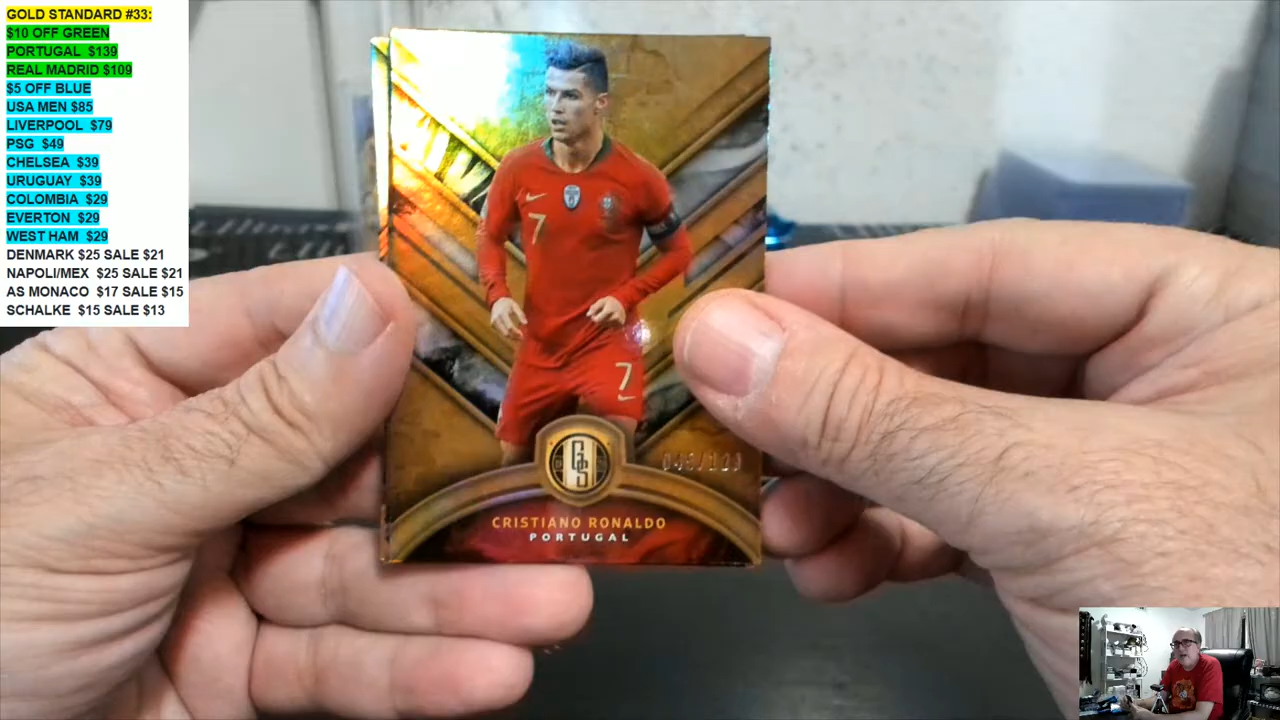 GOLD STANDARD #33:
$10 OFF GREEN
PORTUGAL $139
REAL MADRID $109
$5 OFF BLUE
USA MEN $85
LIVERPOOL $79
PSG $49
CHELSEA $39
URUGUAY $39
COLOMBIA $29
EVERTON $29
WEST HAM $29
DENMARK $25 SALE $21
NAPOLI/MEX $25 SALE $21
AS MONACO $17 SALE $15
SCHALKE $15 SALE $13
7
7
GS
CRISTIANO RONALDO
PORTUGAL